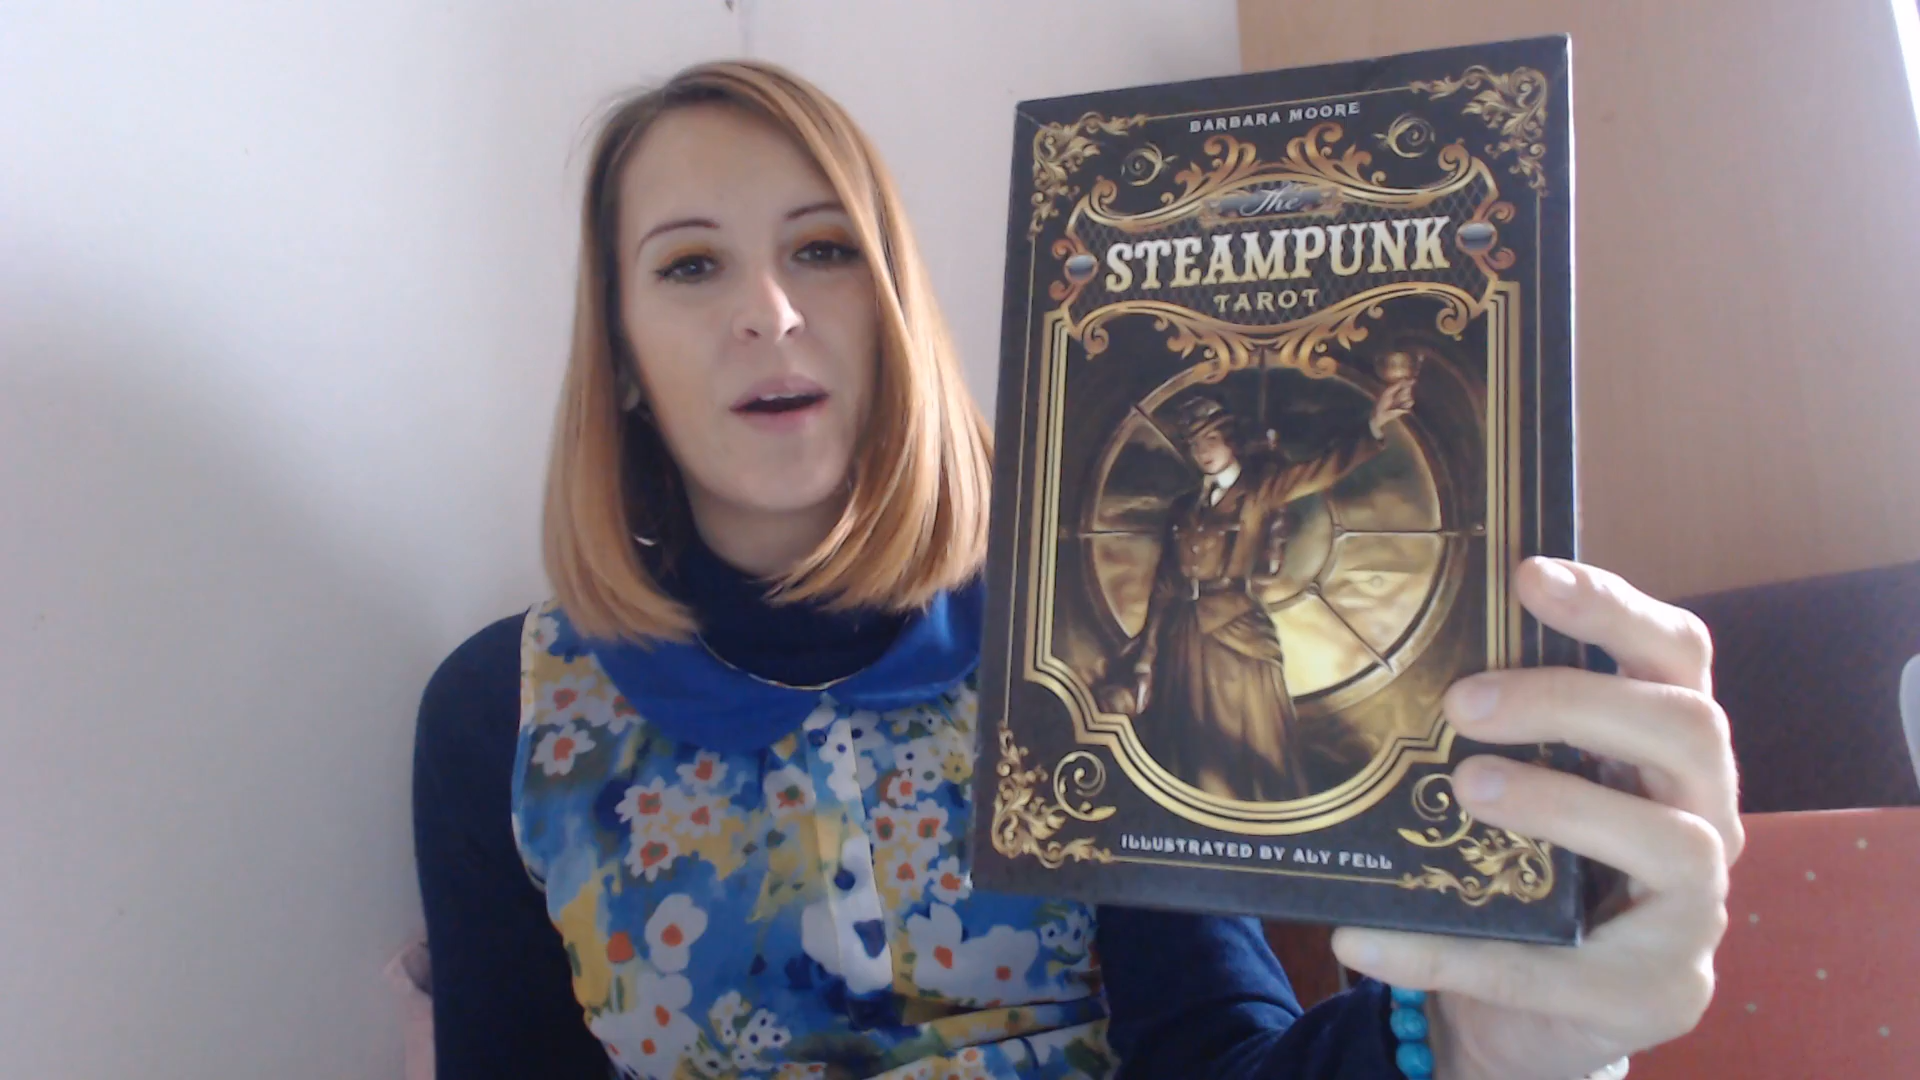 BARBARA MOORE
The
STEAMPUNK
TAROT
ILLUSTRATED BY ALY FELL